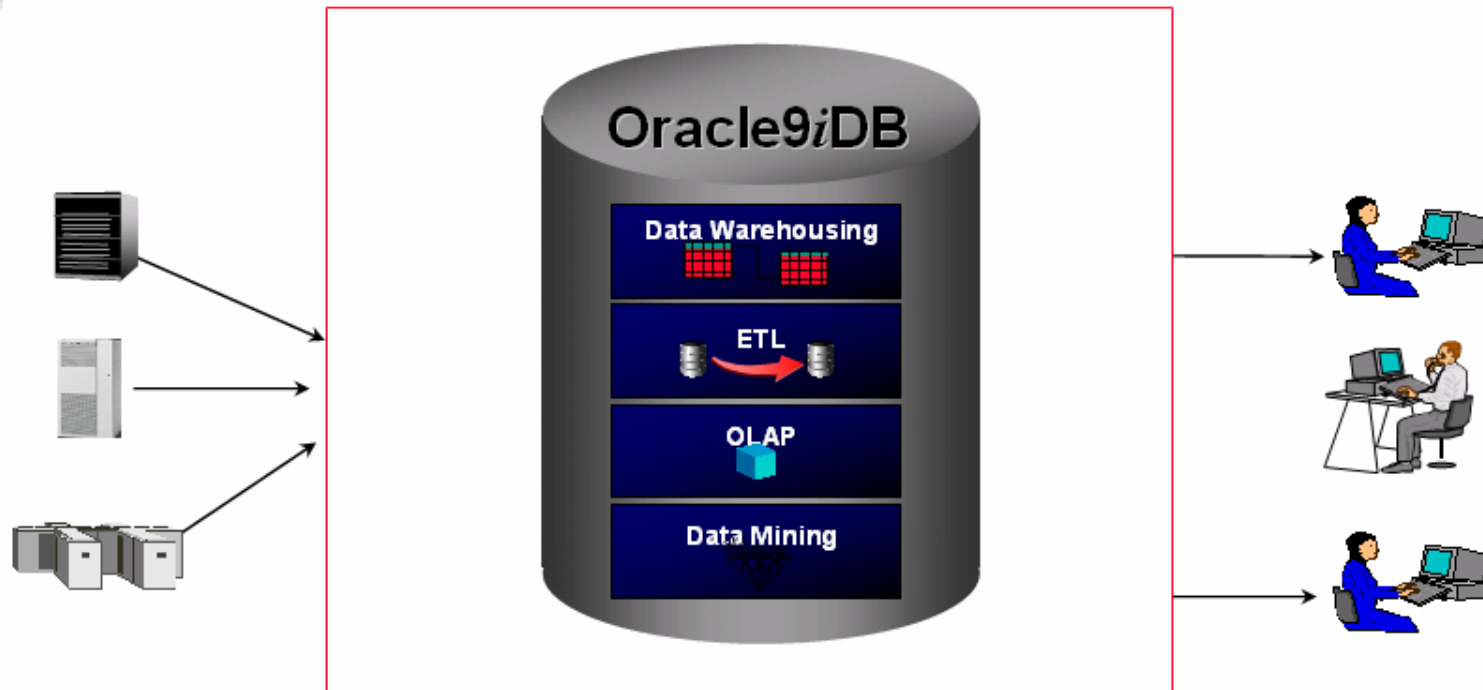 Oracle9iDB
Data Warehousing
ETL
OLAP
Data Mining